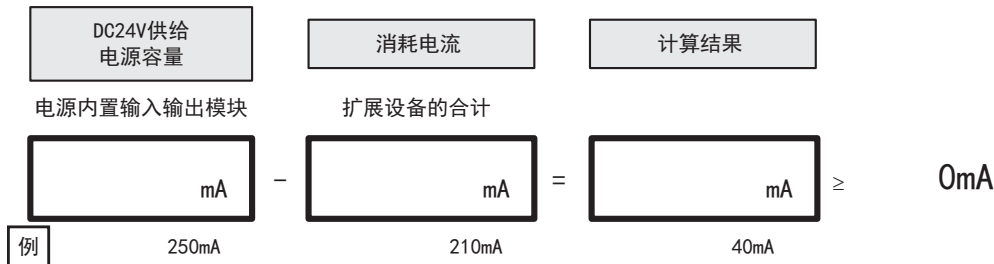 DC24V供给
电源容量
消耗电流
计算结果
电源内置输入输出模块
扩展设备的合计
mA - mA = mA ≥ 0mA
例 250mA 210mA 40mA